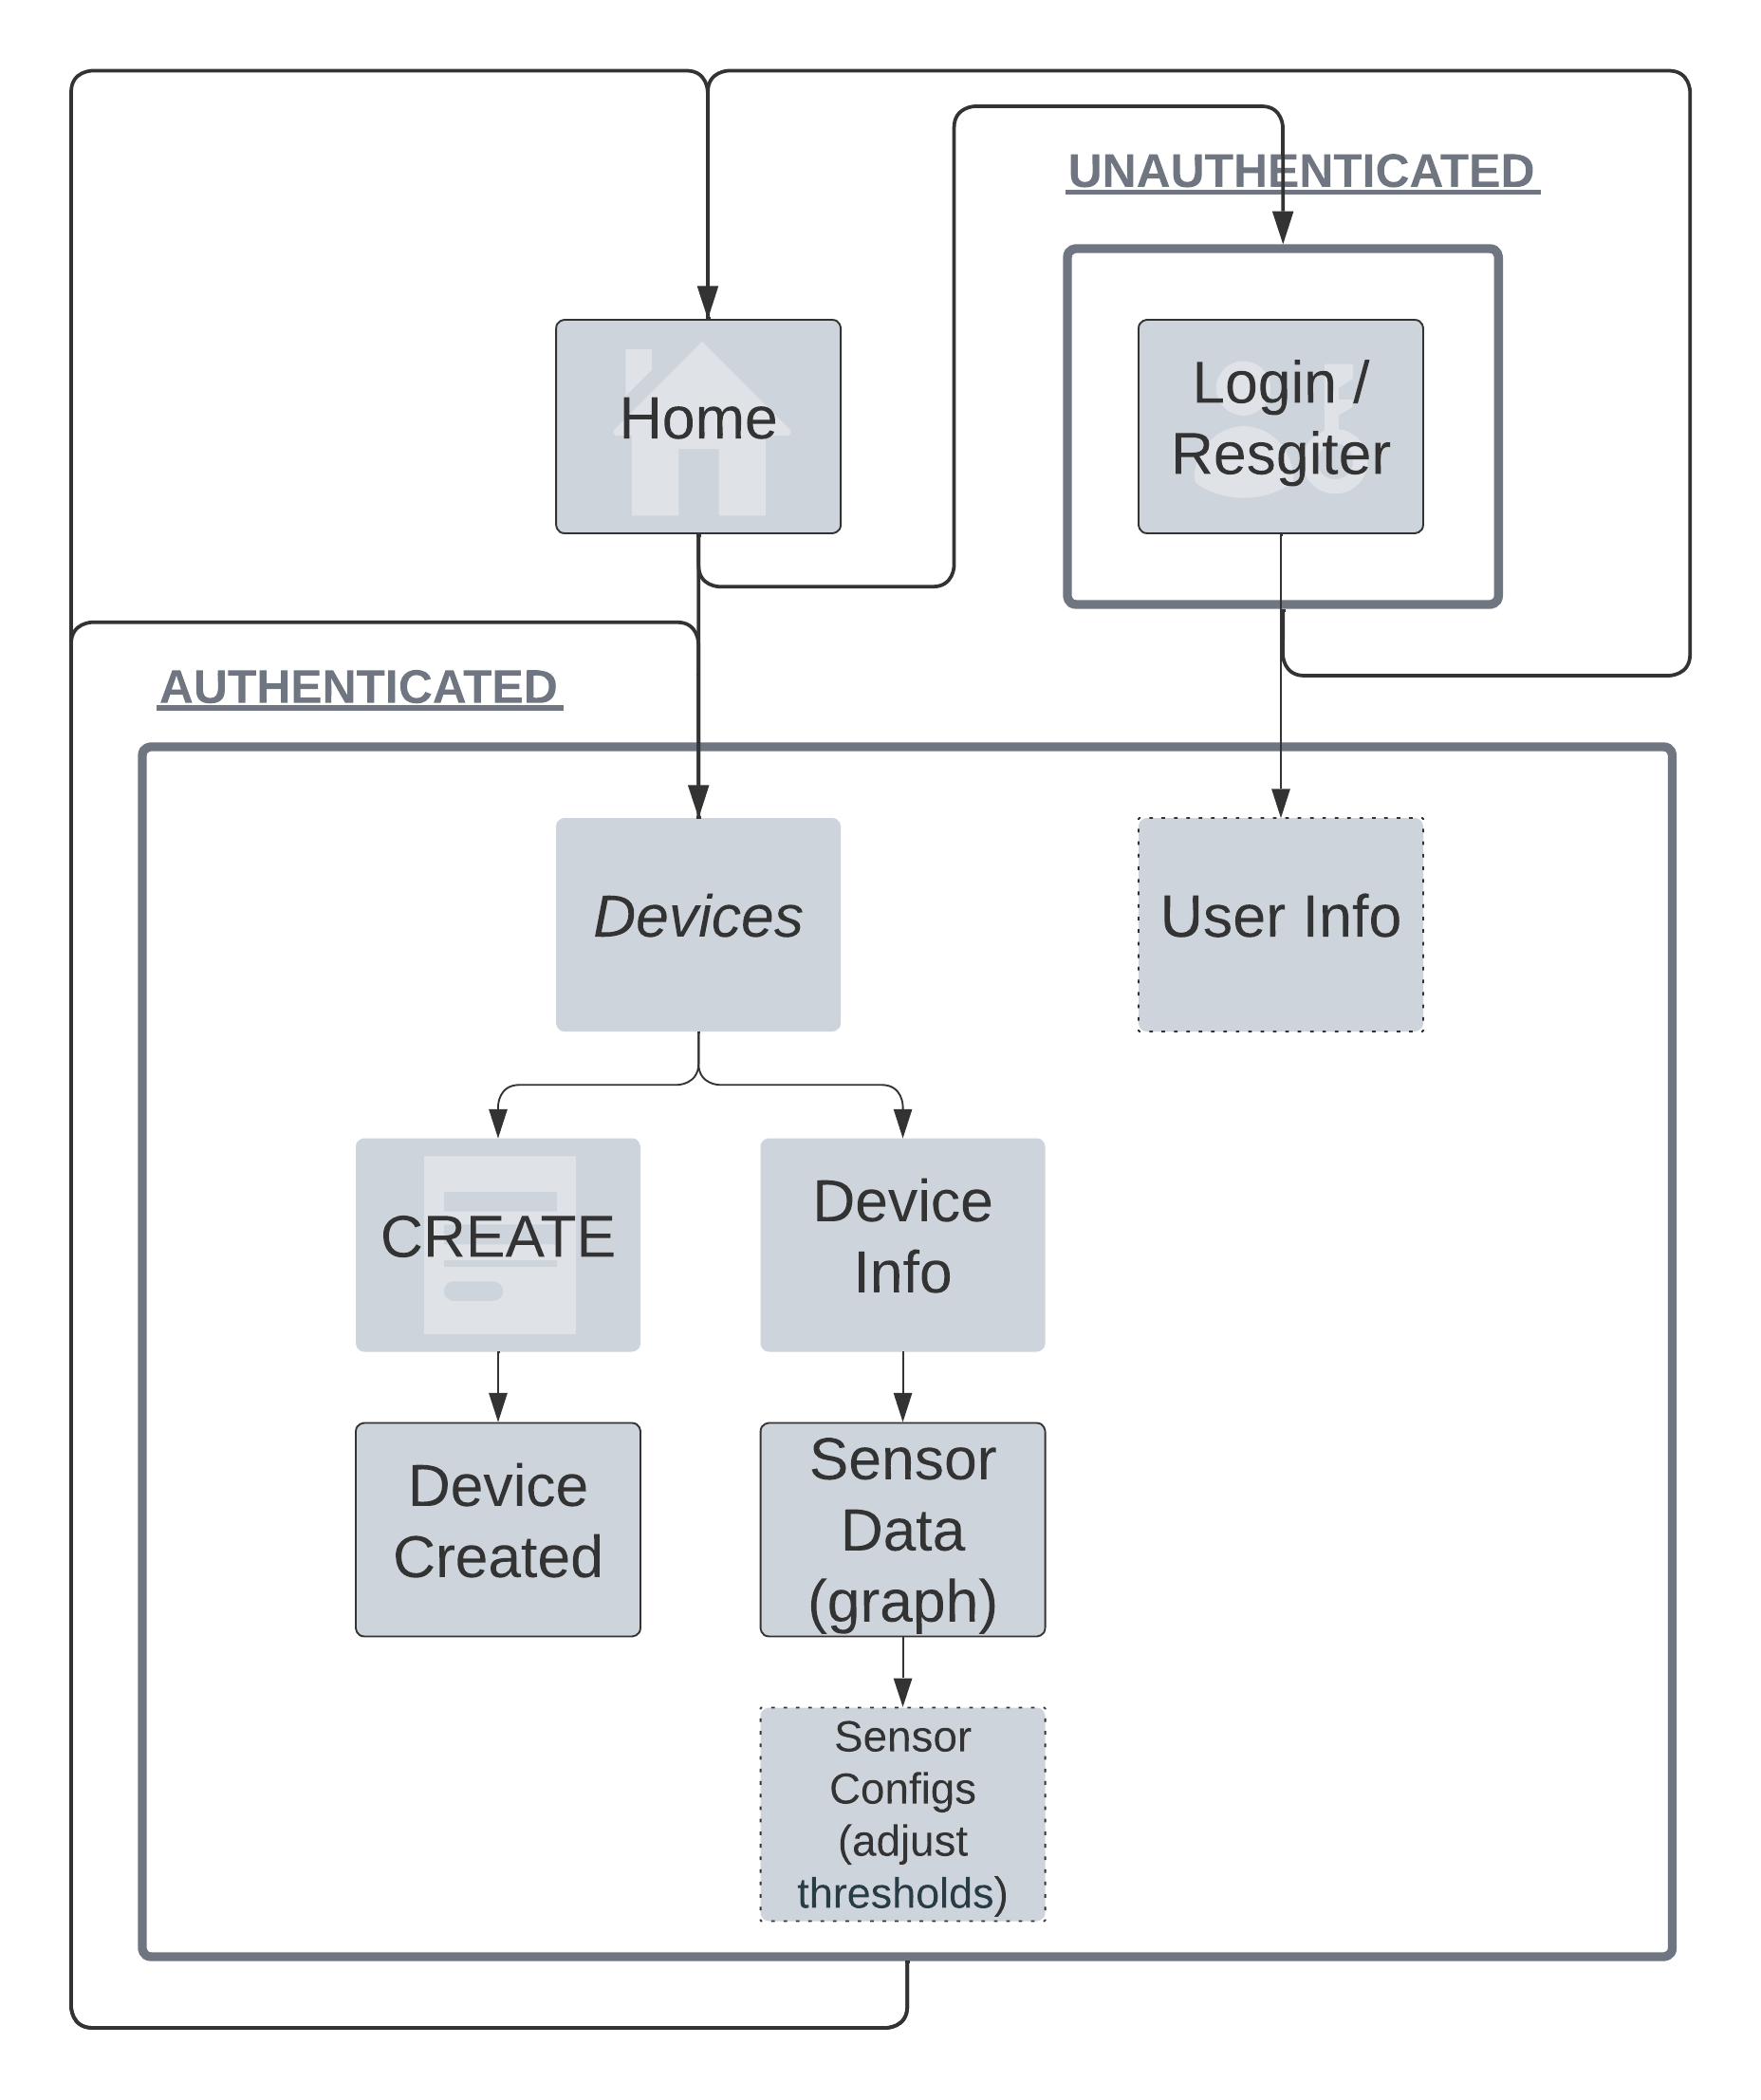 UNAUTHENTICATED
Home
Login /
Resgiter
AUTHENTICATED
Devices
User Info
CREATE
Device
Info
Device
Created
Sensor
Data
(graph)
Sensor
Configs
(adjust
thresholds)